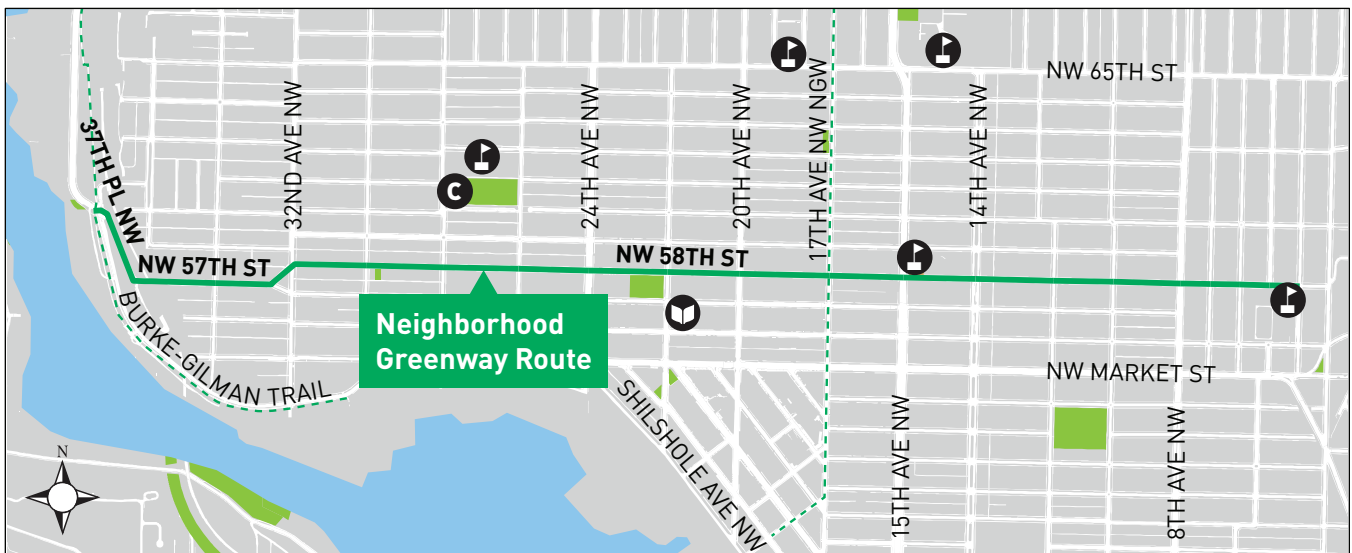 NW 65TH ST
37TH PL NW
32ND AVE NW
24TH AVE NW
20TH AVE NW
17TH AVE NW NGW
14TH AVE NW
C
NW 57TH ST
NW 58TH ST
Neighborhood
Greenway Route
BURKE-GILMAN TRAIL
NW MARKET ST
SHILSHOLE AVE NW
15TH AVE NW
8TH AVE NW
N